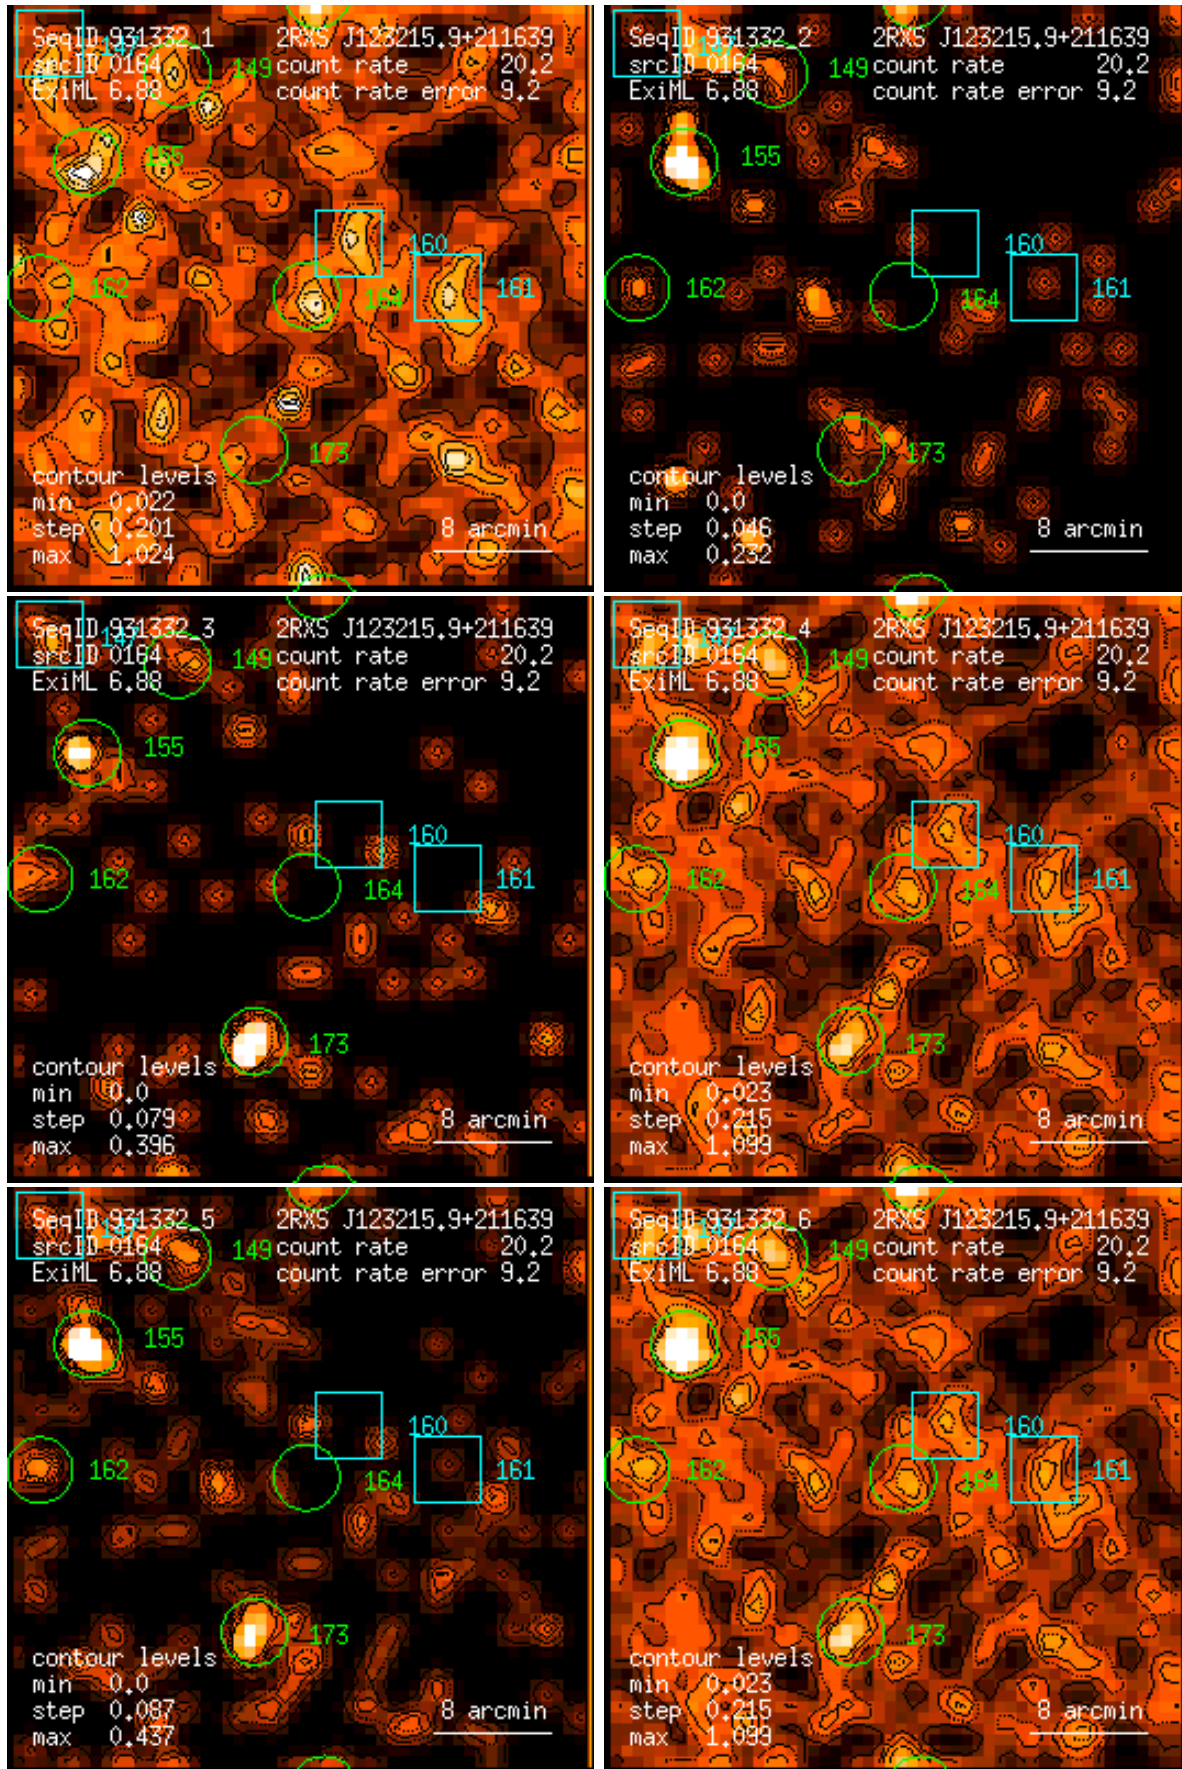 SeqID 931332_1 2RXS J123215.9+211639
147
srcID 0164 149 count rate 20.2
ExiML 6.88 count rate error 9.2
155
160
162 164 161
173
contour levels
min 0.022
step 0.201 8 arcmin
max 1.024
SeqID 931332_2 2RXS J123215.9+211639
147
srcID 0164 149 count rate 20.2
ExiML 6.88 count rate error 9.2
155
160
162 164 161
173
contour levels
min 0.0
step 0.046 8 arcmin
max 0.232
SeqID 931332_3 2RXS J123215.9+211639
147
srcID 0164 149 count rate 20.2
ExiML 6.88 count rate error 9.2
155
160
162 164 161
173
contour levels
min 0.0
step 0.079 8 arcmin
max 0.396
SeqID 931332_4 2RXS J123215.9+211639
147
srcID 0164 149 count rate 20.2
ExiML 6.88 count rate error 9.2
155
160
162 164 161
173
contour levels
min 0.023
step 0.215 8 arcmin
max 1.099
SeqID 931332_5 2RXS J123215.9+211639
147
srcID 0164 149 count rate 20.2
ExiML 6.88 count rate error 9.2
155
160
162 164 161
173
contour levels
min 0.0
step 0.087 8 arcmin
max 0.437
SeqID 931332_6 2RXS J123215.9+211639
147
srcID 0164 149 count rate 20.2
ExiML 6.88 count rate error 9.2
155
160
162 164 161
173
contour levels
min 0.023
step 0.215 8 arcmin
max 1.099